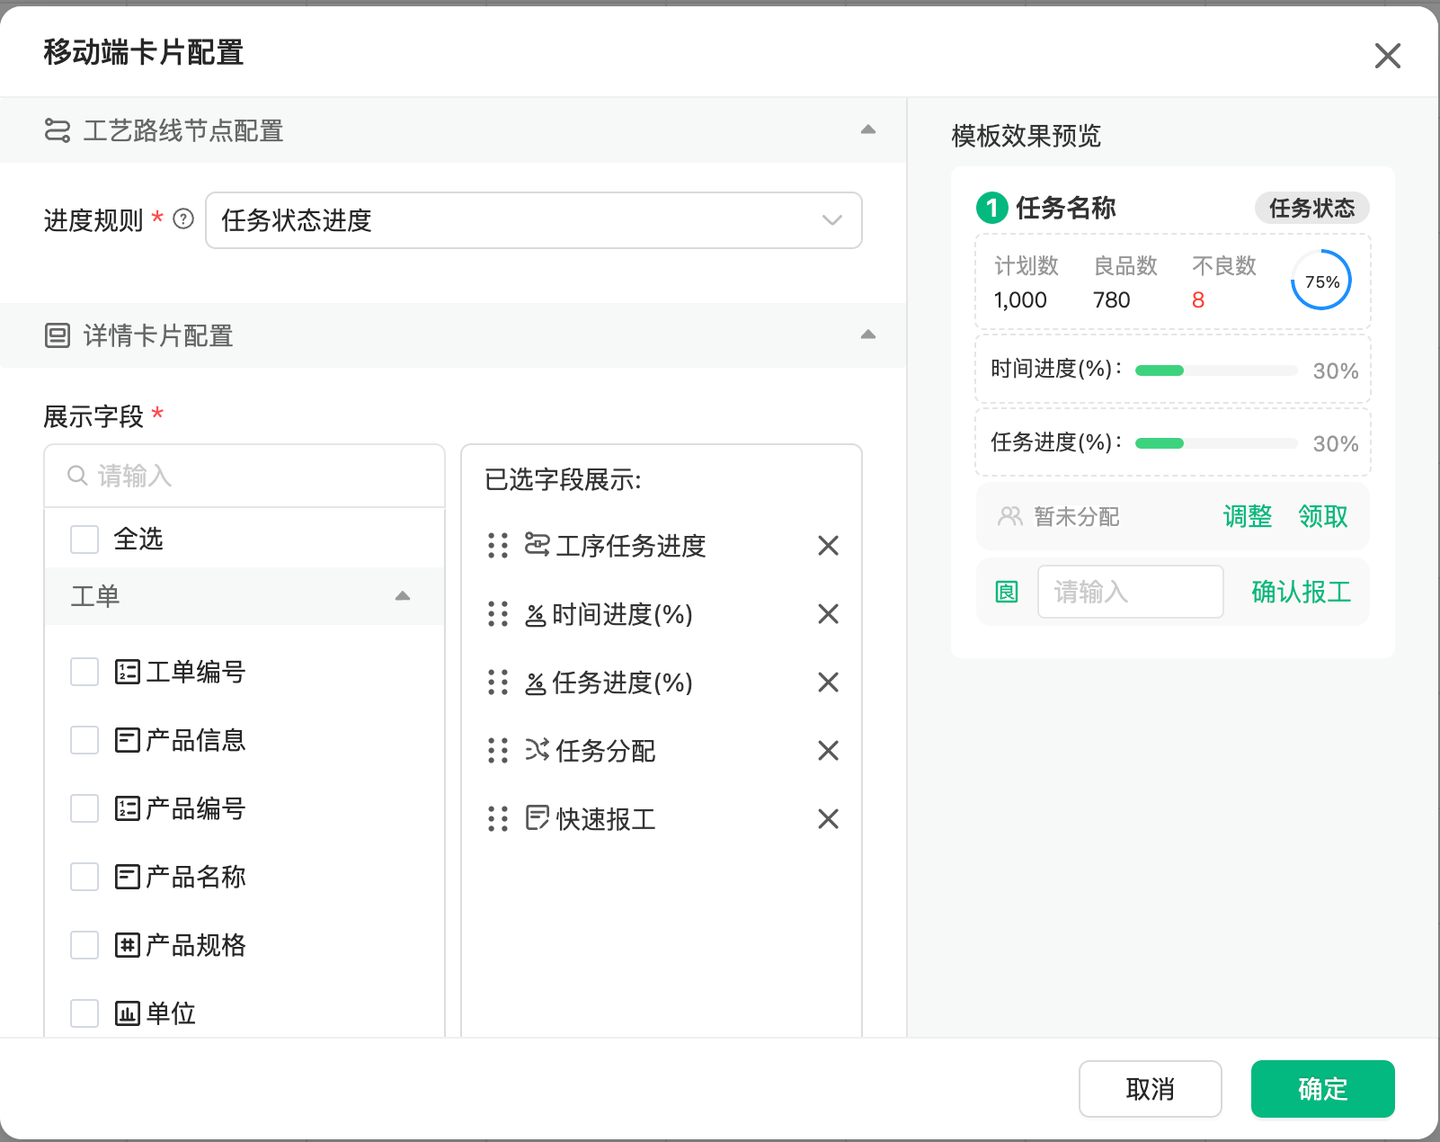 移动端卡片配置
工艺路线节点配置
进度规则 * ?
任务状态进度
详情卡片配置
展示字段 *
请输入
全选
工单
工单编号
产品信息
产品编号
产品名称
产品规格
单位
已选字段展示:
工序任务进度
时间进度(%)
任务进度(%)
任务分配
快速报工
模板效果预览
1 任务名称 任务状态
计划数 良品数 不良数
1,000 780 8 75%
时间进度(%): 30%
任务进度(%): 30%
暂未分配 调整 领取
良 请输入 确认报工
取消 确定